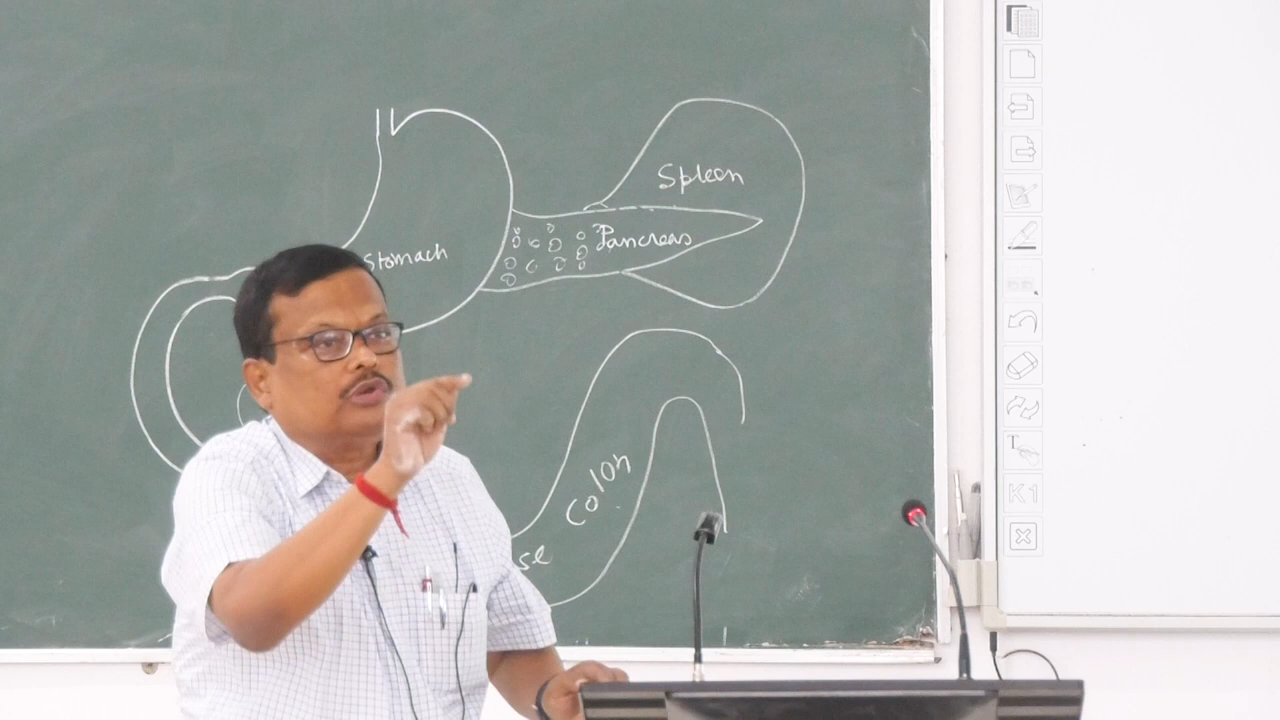 Spleen
Pancreas
Stomach
Colon
se
T
K1